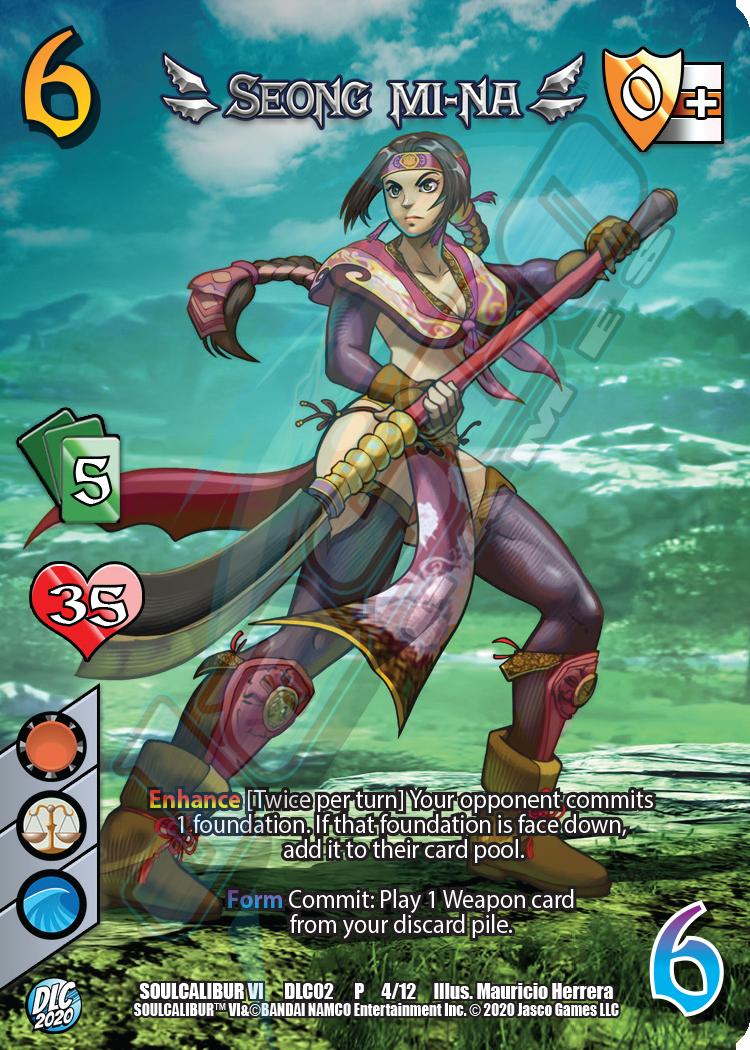 6
SEONG MI-NA
0 +
5
35
Enhance [Twice per turn] Your opponent commits
1 foundation. If that foundation is face down,
add it to their card pool.
Form Commit: Play 1 Weapon card
from your discard pile.
6
DLC
2020
SOULCALIBUR VI DLC02 P 4/12 Illus. Mauricio Herrera
SOULCALIBUR™ VI&©BANDAI NAMCO Entertainment Inc. © 2020 Jasco Games LLC